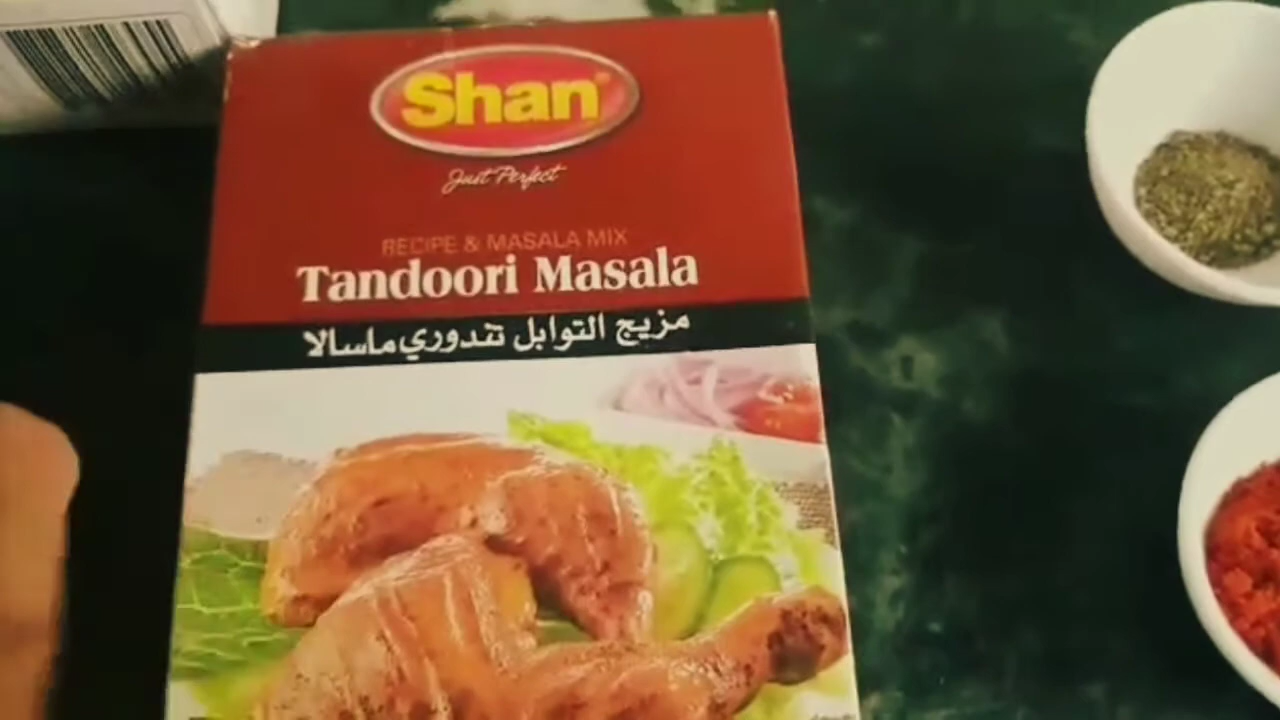 Shan
Just Perfect
RECIPE & MASALA MIX
Tandoori Masala
مزيج التوابل تندوري ماسالا